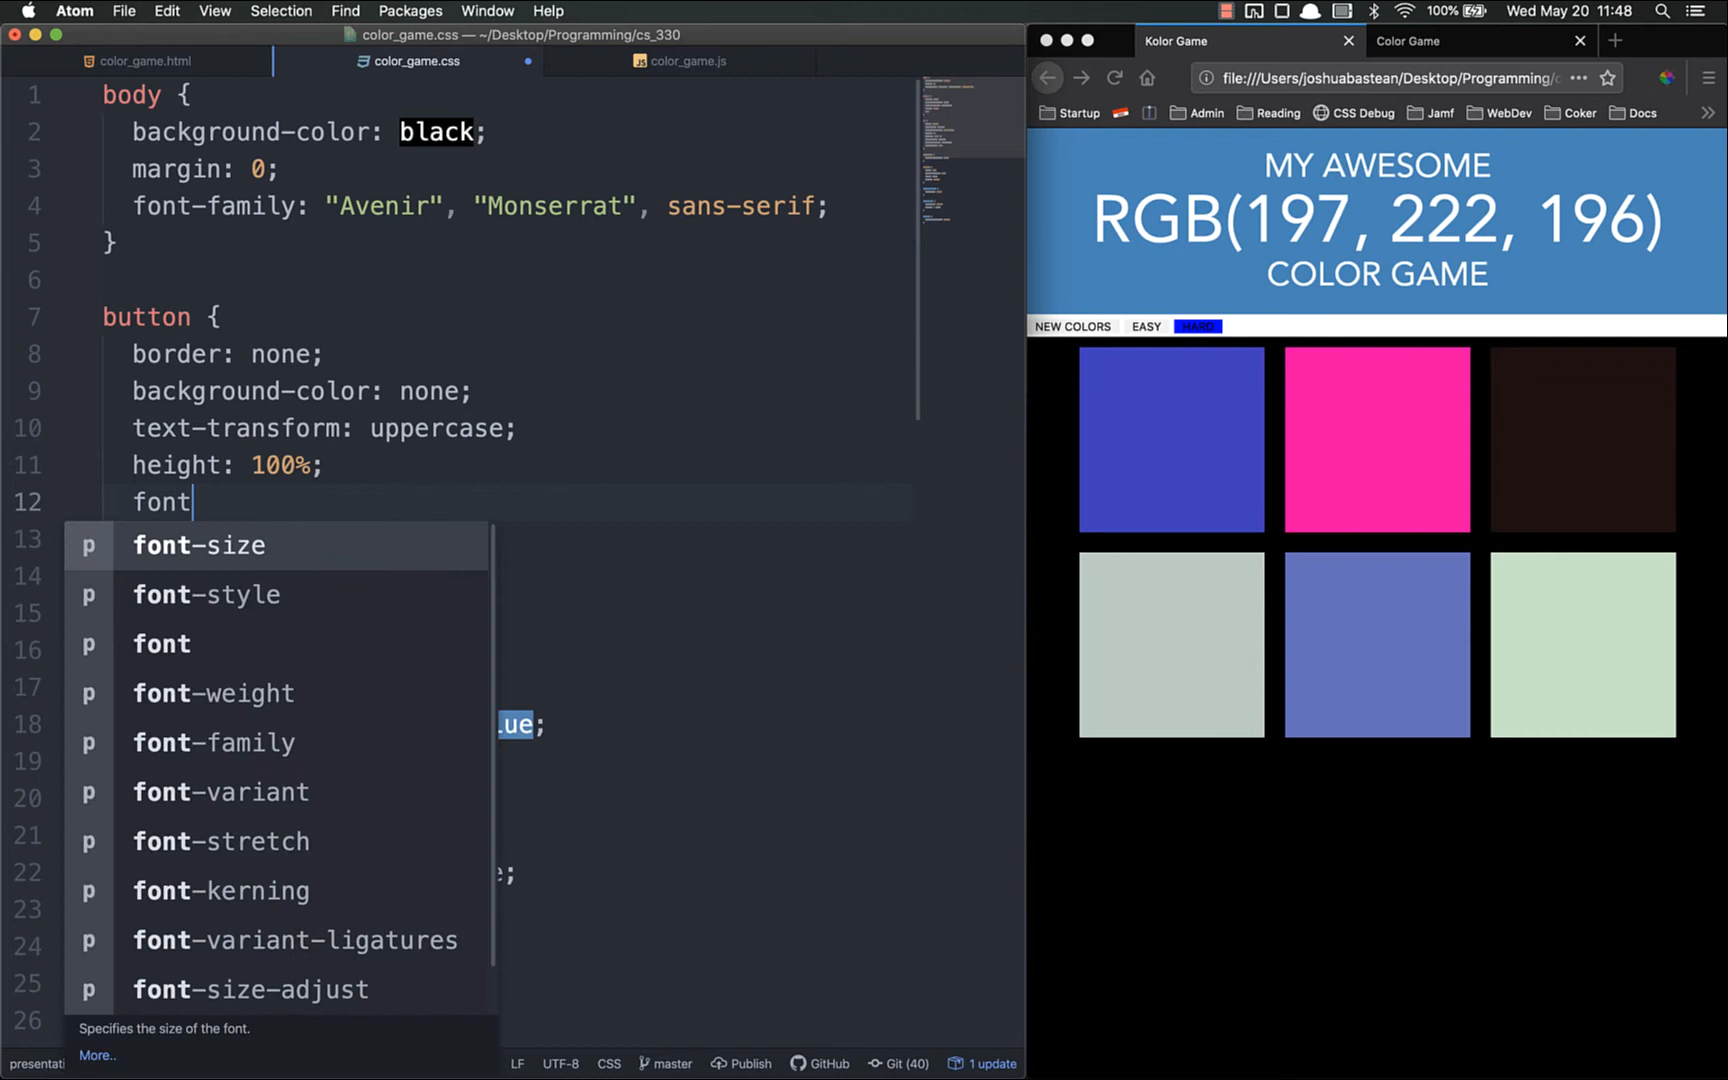 Atom File Edit View Selection Find Packages Window Help 100% Wed May 20 11:48
color_game.css — ~/Desktop/Programming/cs_330
color_game.html color_game.css color_game.js
1 body {
2 background-color: black;
3 margin: 0;
4 font-family: "Avenir", "Monserrat", sans-serif;
5 }
6
7 button {
8 border: none;
9 background-color: none;
10 text-transform: uppercase;
11 height: 100%;
12 font
13
14
15
16
17
18 lue;
19
20
21
22 e;
23
24
25
26
p font-size
p font-style
p font
p font-weight
p font-family
p font-variant
p font-stretch
p font-kerning
p font-variant-ligatures
p font-size-adjust
Specifies the size of the font.
More..
presentati LF UTF-8 CSS master Publish GitHub Git (40) 1 update
Kolor Game Color Game
file:///Users/joshuabastean/Desktop/Programming/c
Startup Admin Reading CSS Debug Jamf WebDev Coker Docs
MY AWESOME
RGB(197, 222, 196)
COLOR GAME
NEW COLORS EASY HARD